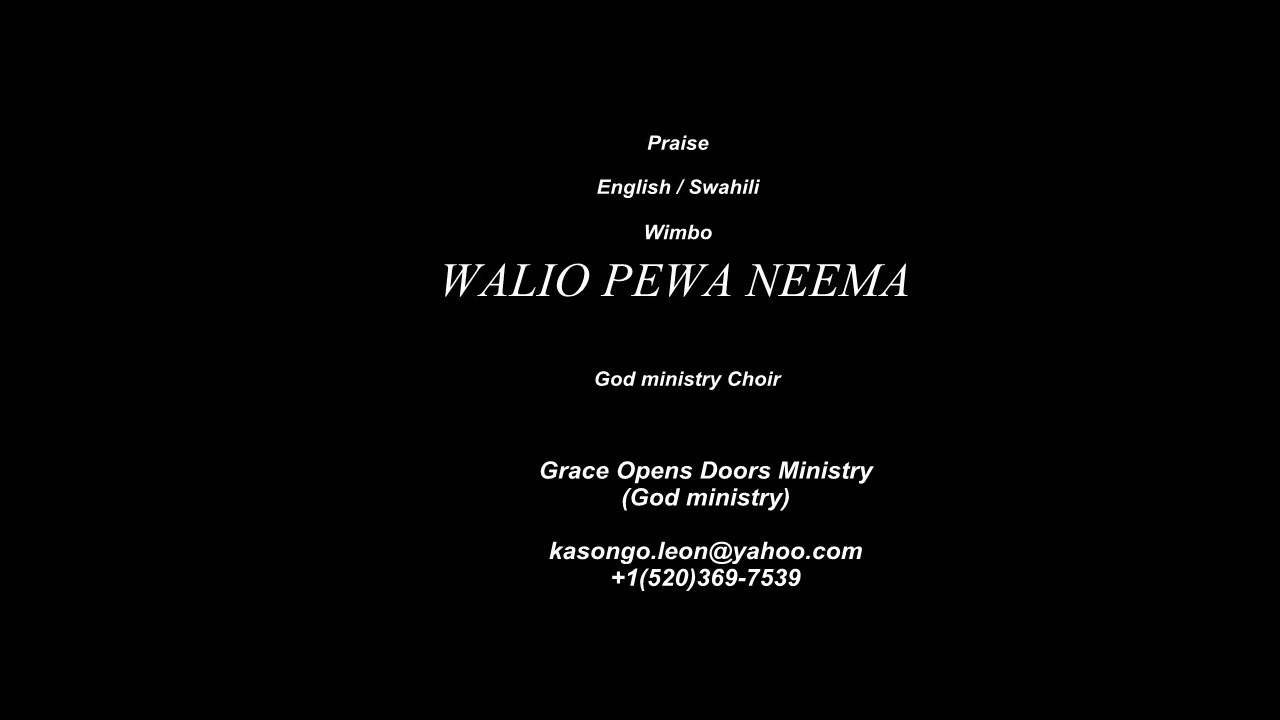 Praise
English / Swahili
Wimbo
WALIO PEWA NEEMA
God ministry Choir
Grace Opens Doors Ministry
(God ministry)
kasongo.leon@yahoo.com
+1(520)369-7539